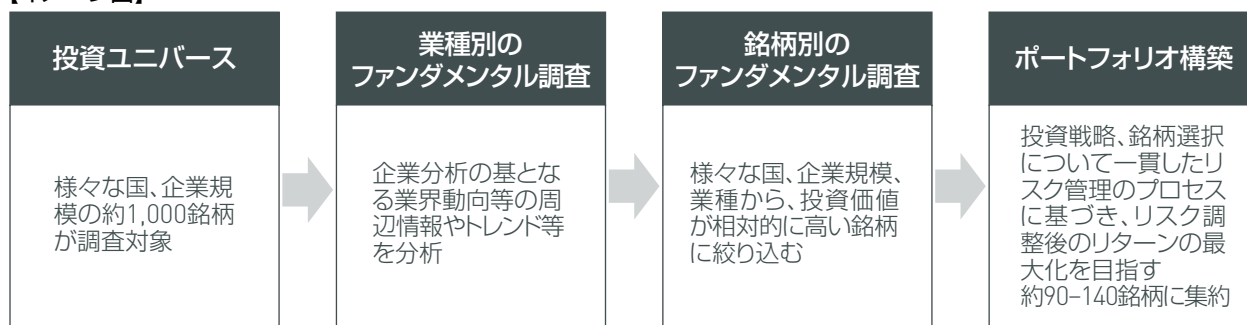 投資ユニバース
様々な国、企業規
模の約1,000銘柄
が調査対象
業種別の
ファンダメンタル調査
企業分析の基とな
る業界動向等の周
辺情報やトレンド等
を分析
銘柄別の
ファンダメンタル調査
様々な国、企業規模、
業種から、投資価値
が相対的に高い銘柄
に絞り込む
ポートフォリオ構築
投資戦略、銘柄選択
について一貫したリ
スク管理のプロセス
に基づき、リスク調
整後のリターンの最
大化を目指す
約90–140銘柄に集約